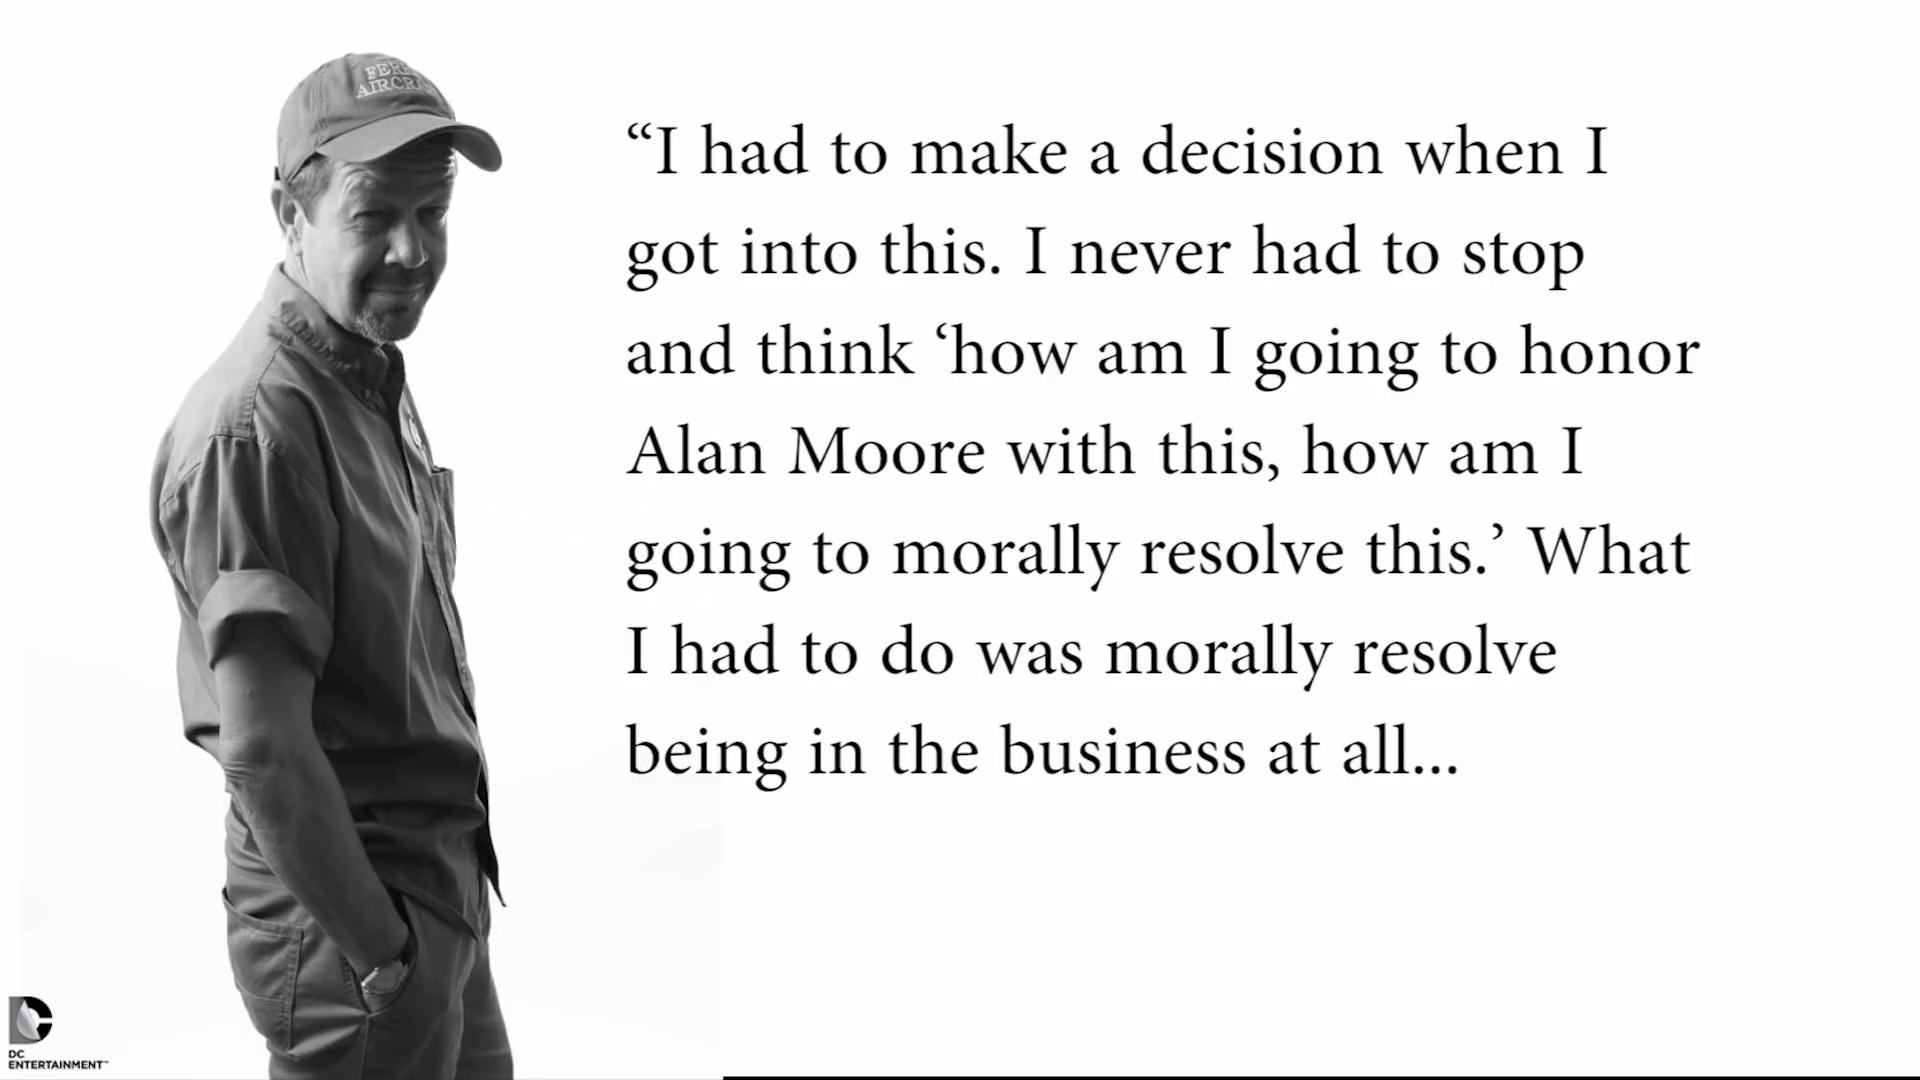 “I had to make a decision when I
got into this. I never had to stop
and think ‘how am I going to honor
Alan Moore with this, how am I
going to morally resolve this.’ What
I had to do was morally resolve
being in the business at all...
DC
ENTERTAINMENT™